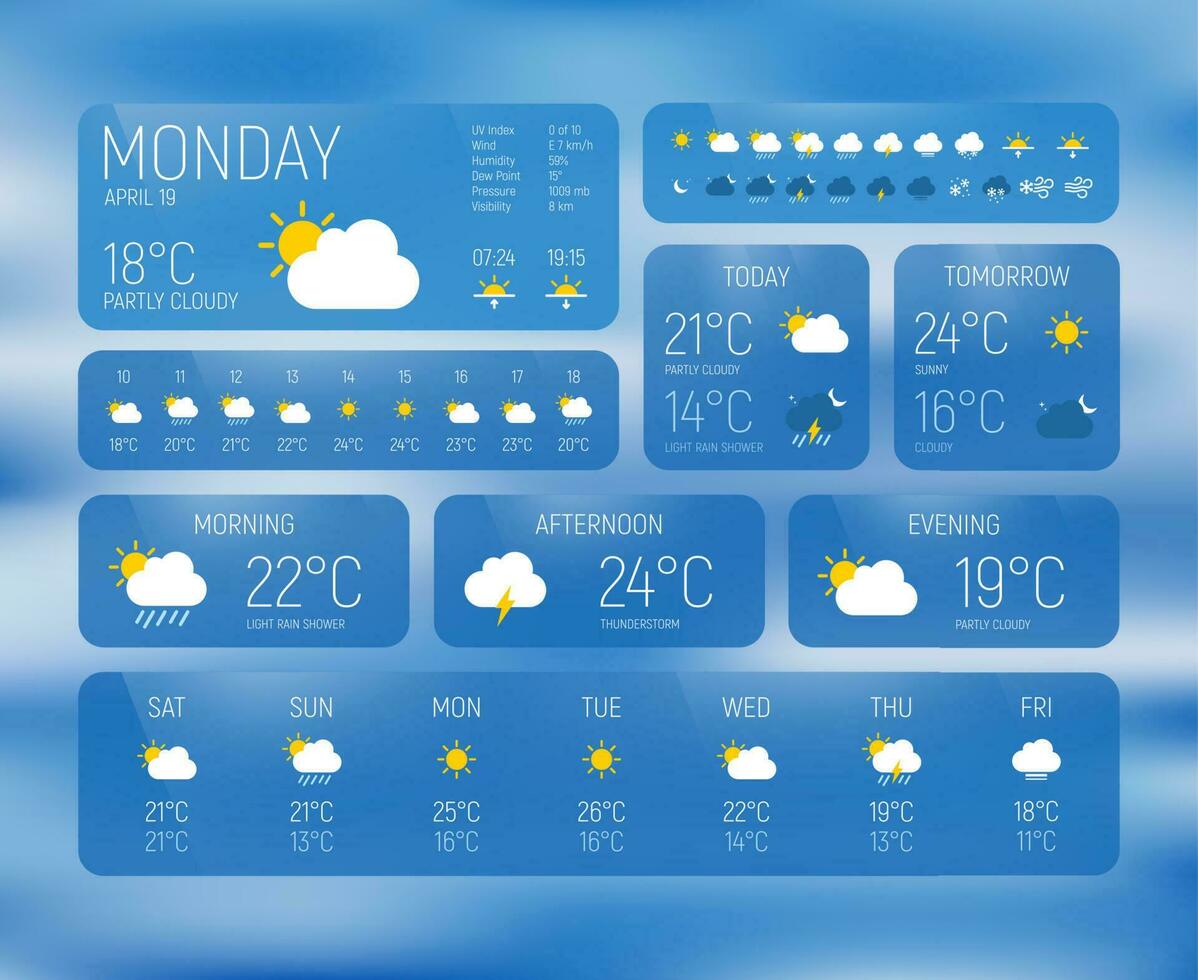 MONDAY
APRIL 19
18°C
PARTLY CLOUDY
UV Index 0 of 10
Wind E 7 km/h
Humidity 59%
Dew Point 15°
Pressure 1009 mb
Visibility 8 km
07:24 19:15
10 11 12 13 14 15 16 17 18
18°C 20°C 21°C 22°C 24°C 24°C 23°C 23°C 20°C
TODAY
21°C
PARTLY CLOUDY
14°C
LIGHT RAIN SHOWER
TOMORROW
24°C
SUNNY
16°C
CLOUDY
MORNING
22°C
LIGHT RAIN SHOWER
AFTERNOON
24°C
THUNDERSTORM
EVENING
19°C
PARTLY CLOUDY
SAT SUN MON TUE WED THU FRI
21°C 21°C 25°C 26°C 22°C 19°C 18°C
21°C 13°C 16°C 16°C 14°C 13°C 11°C